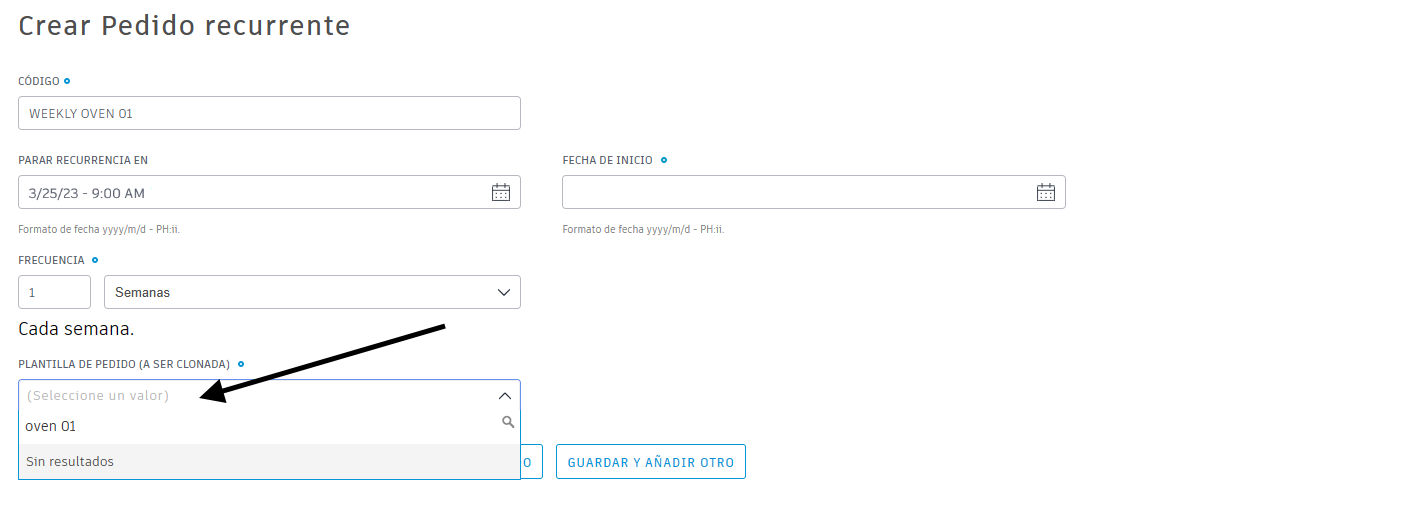 Crear Pedido recurrente
CÓDIGO
WEEKLY OVEN 01
PARAR RECURRENCIA EN
FECHA DE INICIO
3/25/23 - 9:00 AM
Formato de fecha yyyy/m/d - PH:ii.
Formato de fecha yyyy/m/d - PH:ii.
FRECUENCIA
1
Semanas
Cada semana.
PLANTILLA DE PEDIDO (A SER CLONADA)
(Seleccione un valor)
oven 01
Sin resultados
O
GUARDAR Y AÑADIR OTRO